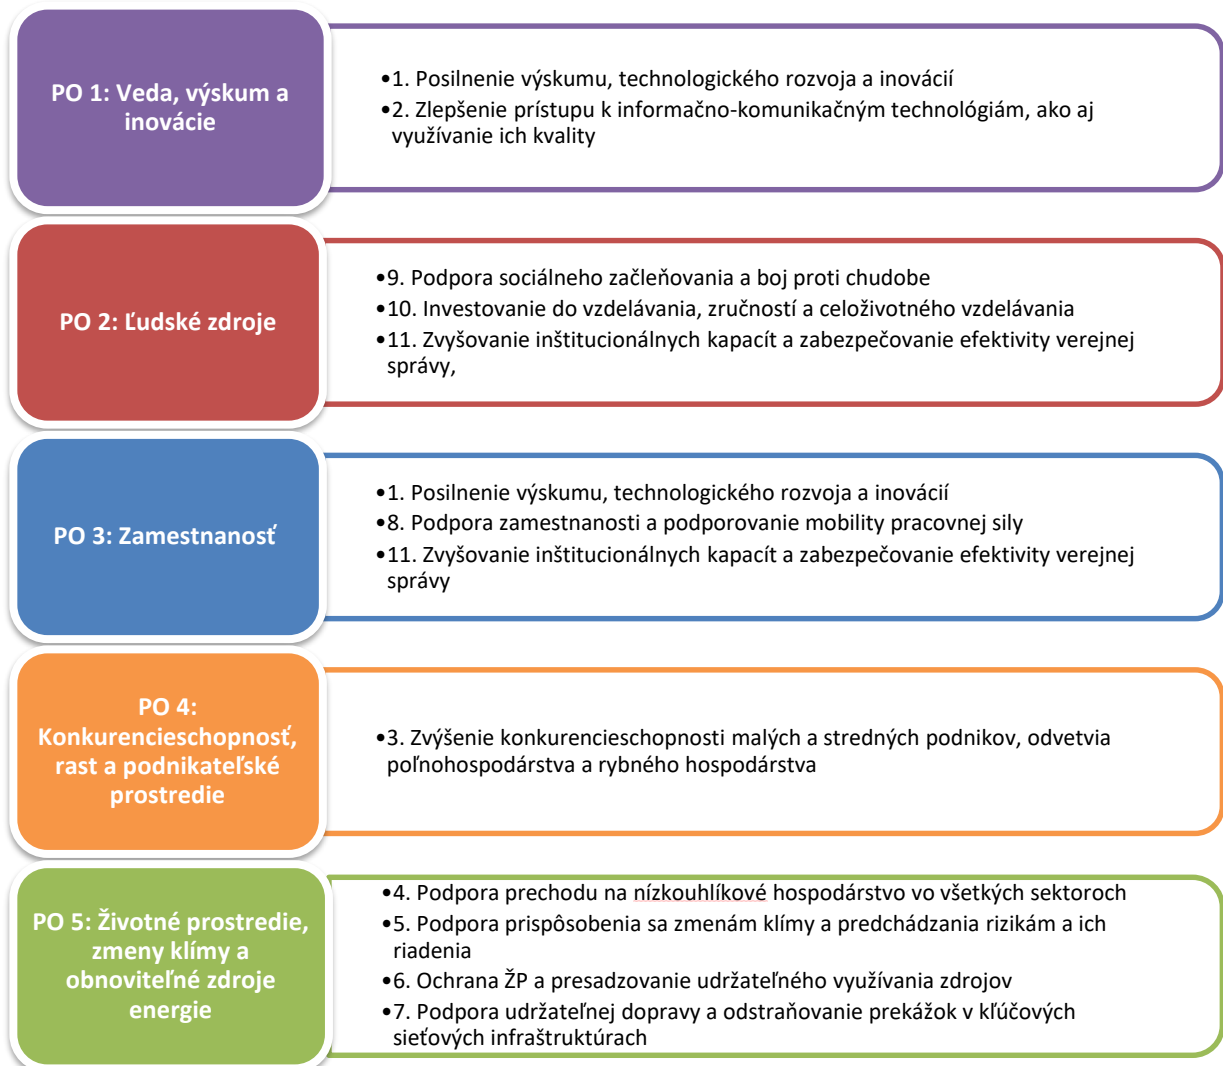 PO 1: Veda, výskum a
inovácie
•1. Posilnenie výskumu, technologického rozvoja a inovácií
•2. Zlepšenie prístupu k informačno-komunikačným technológiám, ako aj
využívanie ich kvality
PO 2: Ľudské zdroje
•9. Podpora sociálneho začleňovania a boj proti chudobe
•10. Investovanie do vzdelávania, zručností a celoživotného vzdelávania
•11. Zvyšovanie inštitucionálnych kapacít a zabezpečovanie efektivity verejnej
správy,
PO 3: Zamestnanosť
•1. Posilnenie výskumu, technologického rozvoja a inovácií
•8. Podpora zamestnanosti a podporovanie mobility pracovnej sily
•11. Zvyšovanie inštitucionálnych kapacít a zabezpečovanie efektivity verejnej
správy
PO 4:
Konkurencieschopnosť,
rast a podnikateľské
prostredie
•3. Zvýšenie konkurencieschopnosti malých a stredných podnikov, odvetvia
poľnohospodárstva a rybného hospodárstva
PO 5: Životné prostredie,
zmeny klímy a
obnoviteľné zdroje
energie
•4. Podpora prechodu na nízkouhlíkové hospodárstvo vo všetkých sektoroch
•5. Podpora prispôsobenia sa zmenám klímy a predchádzania rizikám a ich
riadenia
•6. Ochrana ŽP a presadzovanie udržateľného využívania zdrojov
•7. Podpora udržateľnej dopravy a odstraňovanie prekážok v kľúčových
sieťových infraštruktúrach